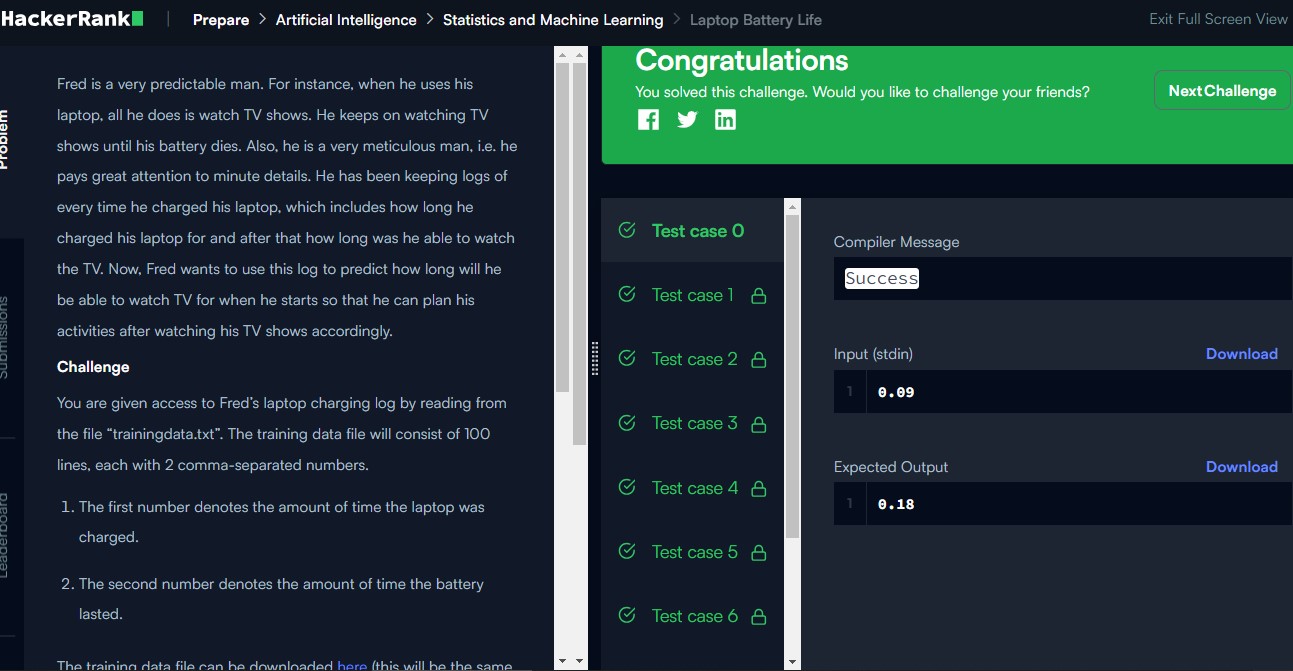 HackerRank
Prepare > Artificial Intelligence > Statistics and Machine Learning > Laptop Battery Life
Exit Full Screen View
Problem
Submissions
Leaderboard
Fred is a very predictable man. For instance, when he uses his
laptop, all he does is watch TV shows. He keeps on watching TV
shows until his battery dies. Also, he is a very meticulous man, i.e. he
pays great attention to minute details. He has been keeping logs of
every time he charged his laptop, which includes how long he
charged his laptop for and after that how long was he able to watch
the TV. Now, Fred wants to use this log to predict how long will he
be able to watch TV for when he starts so that he can plan his
activities after watching his TV shows accordingly.
Challenge
You are given access to Fred’s laptop charging log by reading from
the file “trainingdata.txt”. The training data file will consist of 100
lines, each with 2 comma-separated numbers.
1. The first number denotes the amount of time the laptop was
charged.
2. The second number denotes the amount of time the battery
lasted.
The training data file can be downloaded here (this will be the same
Congratulations
You solved this challenge. Would you like to challenge your friends?
Next Challenge
Test case 0
Test case 1
Test case 2
Test case 3
Test case 4
Test case 5
Test case 6
Compiler Message
Success
Input (stdin)
Download
1 0.09
Expected Output
Download
1 0.18